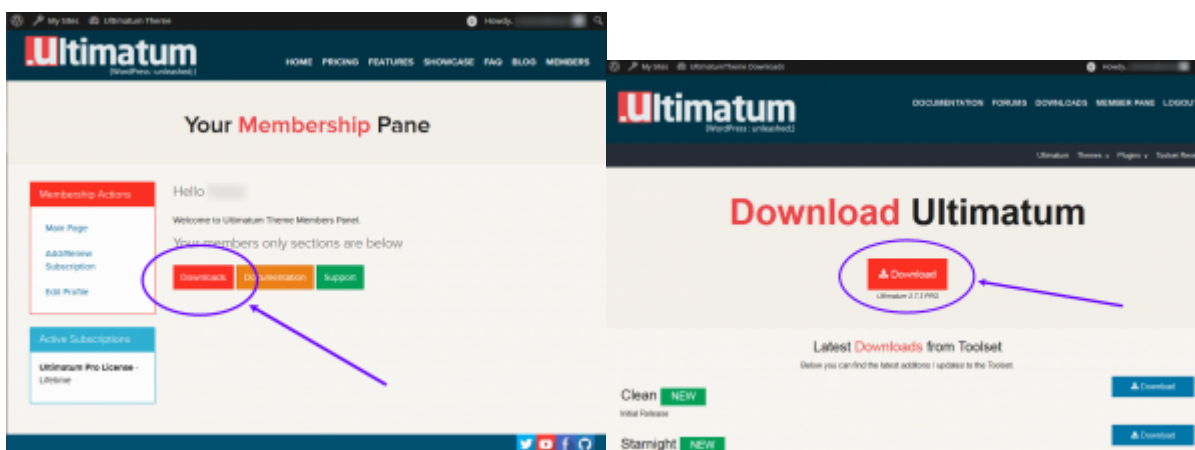 My Sites Ultimatum Theme
Howdy,
.Ultimatum
[WordPress : unleashed;]
HOME PRICING FEATURES SHOWCASE FAQ BLOG MEMBERS
Your Membership Pane
Membership Actions
Main Page
Add/Renew
Subscription
Edit Profile
Active Subscriptions
Ultimatum Pro License -
Lifetime
Hello
Welcome to Ultimatum Theme Members Panel.
Your members only sections are below
Downloads Documentation Support
My Sites UltimatumTheme Downloads
Howdy,
.Ultimatum
[WordPress : unleashed;]
DOCUMENTATION FORUMS DOWNLOADS MEMBER PANE LOGOU
Ultimatum Themes Plugins Toolset
Download Ultimatum
Download
Latest Downloads from Toolset
Below you can find the latest additions / updates to the Toolset.
Clean NEW
Download
Initial Release
Starnight NEW
Download